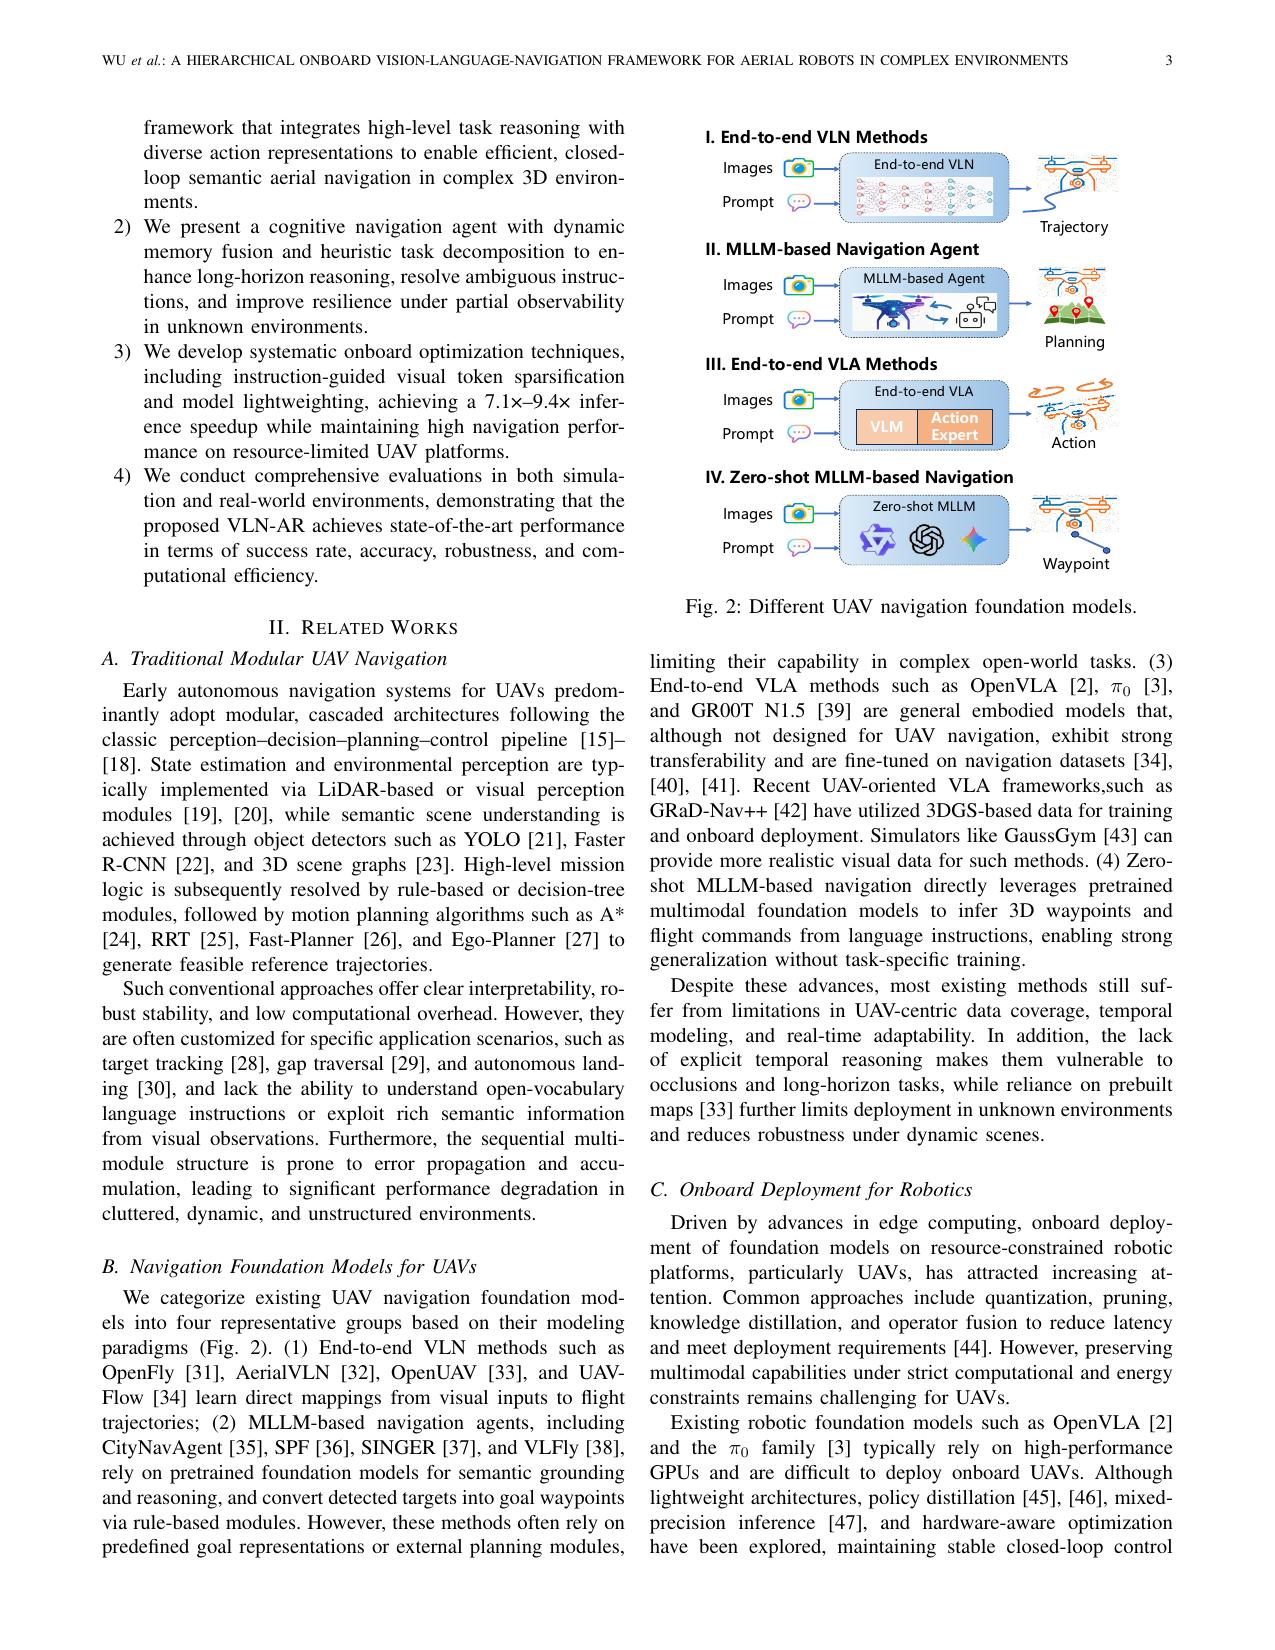 WU et al.: A HIERARCHICAL ONBOARD VISION-LANGUAGE-NAVIGATION FRAMEWORK FOR AERIAL ROBOTS IN COMPLEX ENVIRONMENTS 3
framework that integrates high-level task reasoning with
diverse action representations to enable efficient, closed-
loop semantic aerial navigation in complex 3D environ-
ments.
2) We present a cognitive navigation agent with dynamic
memory fusion and heuristic task decomposition to en-
hance long-horizon reasoning, resolve ambiguous instruc-
tions, and improve resilience under partial observability
in unknown environments.
3) We develop systematic onboard optimization techniques,
including instruction-guided visual token sparsification
and model lightweighting, achieving a 7.1×–9.4× infer-
ence speedup while maintaining high navigation perfor-
mance on resource-limited UAV platforms.
4) We conduct comprehensive evaluations in both simula-
tion and real-world environments, demonstrating that the
proposed VLN-AR achieves state-of-the-art performance
in terms of success rate, accuracy, robustness, and com-
putational efficiency.
II. RELATED WORKS
A. Traditional Modular UAV Navigation
Early autonomous navigation systems for UAVs predom-
inantly adopt modular, cascaded architectures following the
classic perception–decision–planning–control pipeline [15]–
[18]. State estimation and environmental perception are typ-
ically implemented via LiDAR-based or visual perception
modules [19], [20], while semantic scene understanding is
achieved through object detectors such as YOLO [21], Faster
R-CNN [22], and 3D scene graphs [23]. High-level mission
logic is subsequently resolved by rule-based or decision-tree
modules, followed by motion planning algorithms such as A*
[24], RRT [25], Fast-Planner [26], and Ego-Planner [27] to
generate feasible reference trajectories.
Such conventional approaches offer clear interpretability, ro-
bust stability, and low computational overhead. However, they
are often customized for specific application scenarios, such as
target tracking [28], gap traversal [29], and autonomous land-
ing [30], and lack the ability to understand open-vocabulary
language instructions or exploit rich semantic information
from visual observations. Furthermore, the sequential multi-
module structure is prone to error propagation and accu-
mulation, leading to significant performance degradation in
cluttered, dynamic, and unstructured environments.
B. Navigation Foundation Models for UAVs
We categorize existing UAV navigation foundation mod-
els into four representative groups based on their modeling
paradigms (Fig. 2). (1) End-to-end VLN methods such as
OpenFly [31], AerialVLN [32], OpenUAV [33], and UAV-
Flow [34] learn direct mappings from visual inputs to flight
trajectories; (2) MLLM-based navigation agents, including
CityNavAgent [35], SPF [36], SINGER [37], and VLFly [38],
rely on pretrained foundation models for semantic grounding
and reasoning, and convert detected targets into goal waypoints
via rule-based modules. However, these methods often rely on
predefined goal representations or external planning modules,
I. End-to-end VLN Methods
Images
Prompt
End-to-end VLN
Trajectory
II. MLLM-based Navigation Agent
Images
Prompt
MLLM-based Agent
Planning
III. End-to-end VLA Methods
Images
Prompt
End-to-end VLA
VLM
Action
Expert
Action
IV. Zero-shot MLLM-based Navigation
Images
Prompt
Zero-shot MLLM
Waypoint
Fig. 2: Different UAV navigation foundation models.
limiting their capability in complex open-world tasks. (3)
End-to-end VLA methods such as OpenVLA [2], π0 [3],
and GR00T N1.5 [39] are general embodied models that,
although not designed for UAV navigation, exhibit strong
transferability and are fine-tuned on navigation datasets [34],
[40], [41]. Recent UAV-oriented VLA frameworks,such as
GRaD-Nav++ [42] have utilized 3DGS-based data for training
and onboard deployment. Simulators like GaussGym [43] can
provide more realistic visual data for such methods. (4) Zero-
shot MLLM-based navigation directly leverages pretrained
multimodal foundation models to infer 3D waypoints and
flight commands from language instructions, enabling strong
generalization without task-specific training.
Despite these advances, most existing methods still suf-
fer from limitations in UAV-centric data coverage, temporal
modeling, and real-time adaptability. In addition, the lack
of explicit temporal reasoning makes them vulnerable to
occlusions and long-horizon tasks, while reliance on prebuilt
maps [33] further limits deployment in unknown environments
and reduces robustness under dynamic scenes.
C. Onboard Deployment for Robotics
Driven by advances in edge computing, onboard deploy-
ment of foundation models on resource-constrained robotic
platforms, particularly UAVs, has attracted increasing at-
tention. Common approaches include quantization, pruning,
knowledge distillation, and operator fusion to reduce latency
and meet deployment requirements [44]. However, preserving
multimodal capabilities under strict computational and energy
constraints remains challenging for UAVs.
Existing robotic foundation models such as OpenVLA [2]
and the π0 family [3] typically rely on high-performance
GPUs and are difficult to deploy onboard UAVs. Although
lightweight architectures, policy distillation [45], [46], mixed-
precision inference [47], and hardware-aware optimization
have been explored, maintaining stable closed-loop control